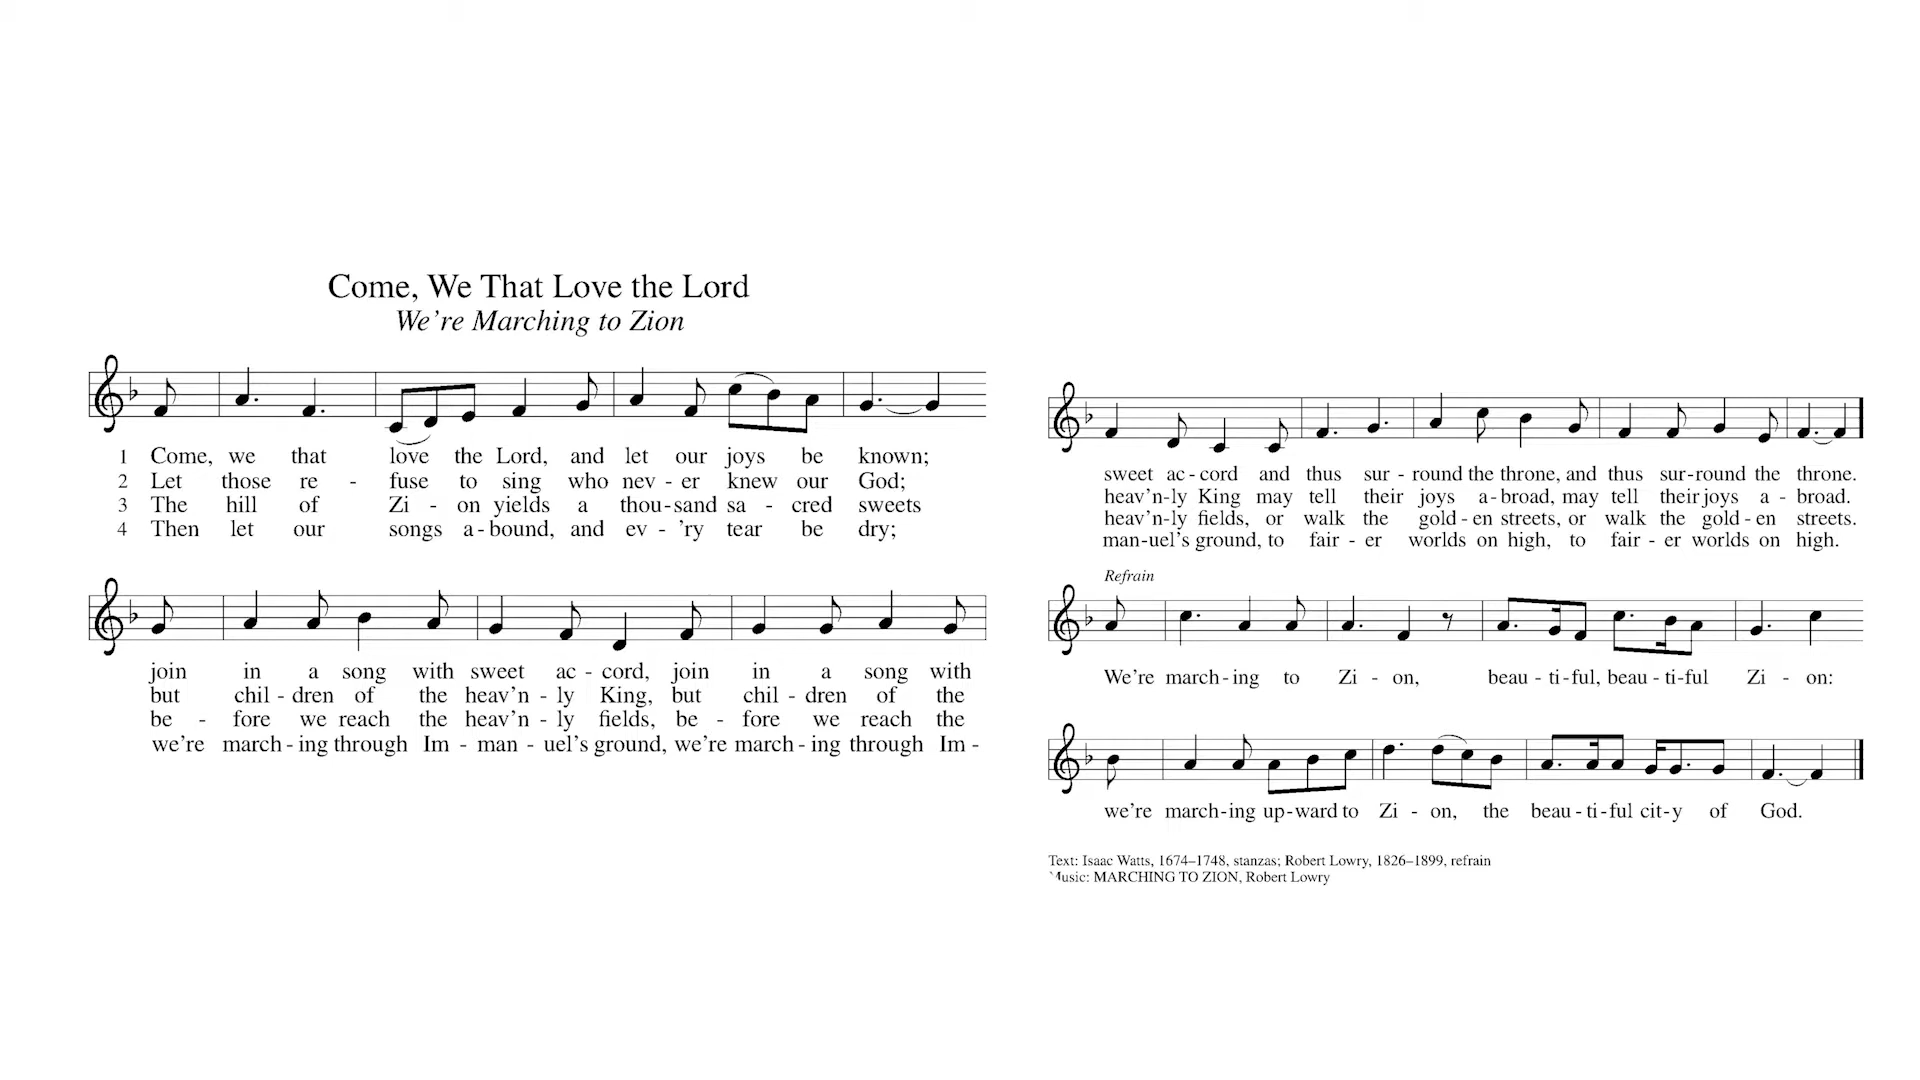 Come, We That Love the Lord
We're Marching to Zion
1 Come, we that love the Lord, and let our joys be known;
2 Let those re - fuse to sing who nev - er knew our God;
3 The hill of Zi - on yields a thou - sand sa - cred sweets
4 Then let our songs a - bound, and ev - 'ry tear be dry;
join in a song with sweet ac - cord, join in a song with
but chil - dren of the heav'n - ly King, but chil - dren of the
be - fore we reach the heav'n - ly fields, be - fore we reach the
we're march - ing through Im - man - uel's ground, we're march - ing through Im -
sweet ac - cord and thus sur - round the throne, and thus sur - round the throne.
heav'n - ly King may tell their joys a - broad, may tell their joys a - broad.
heav'n - ly fields, or walk the gold - en streets, or walk the gold - en streets.
man - uel's ground, to fair - er worlds on high, to fair - er worlds on high.
Refrain
We're march - ing to Zi - on, beau - ti - ful, beau - ti - ful Zi - on:
we're march - ing up - ward to Zi - on, the beau - ti - ful cit - y of God.
Text: Isaac Watts, 1674–1748, stanzas; Robert Lowry, 1826–1899, refrain
Music: MARCHING TO ZION, Robert Lowry